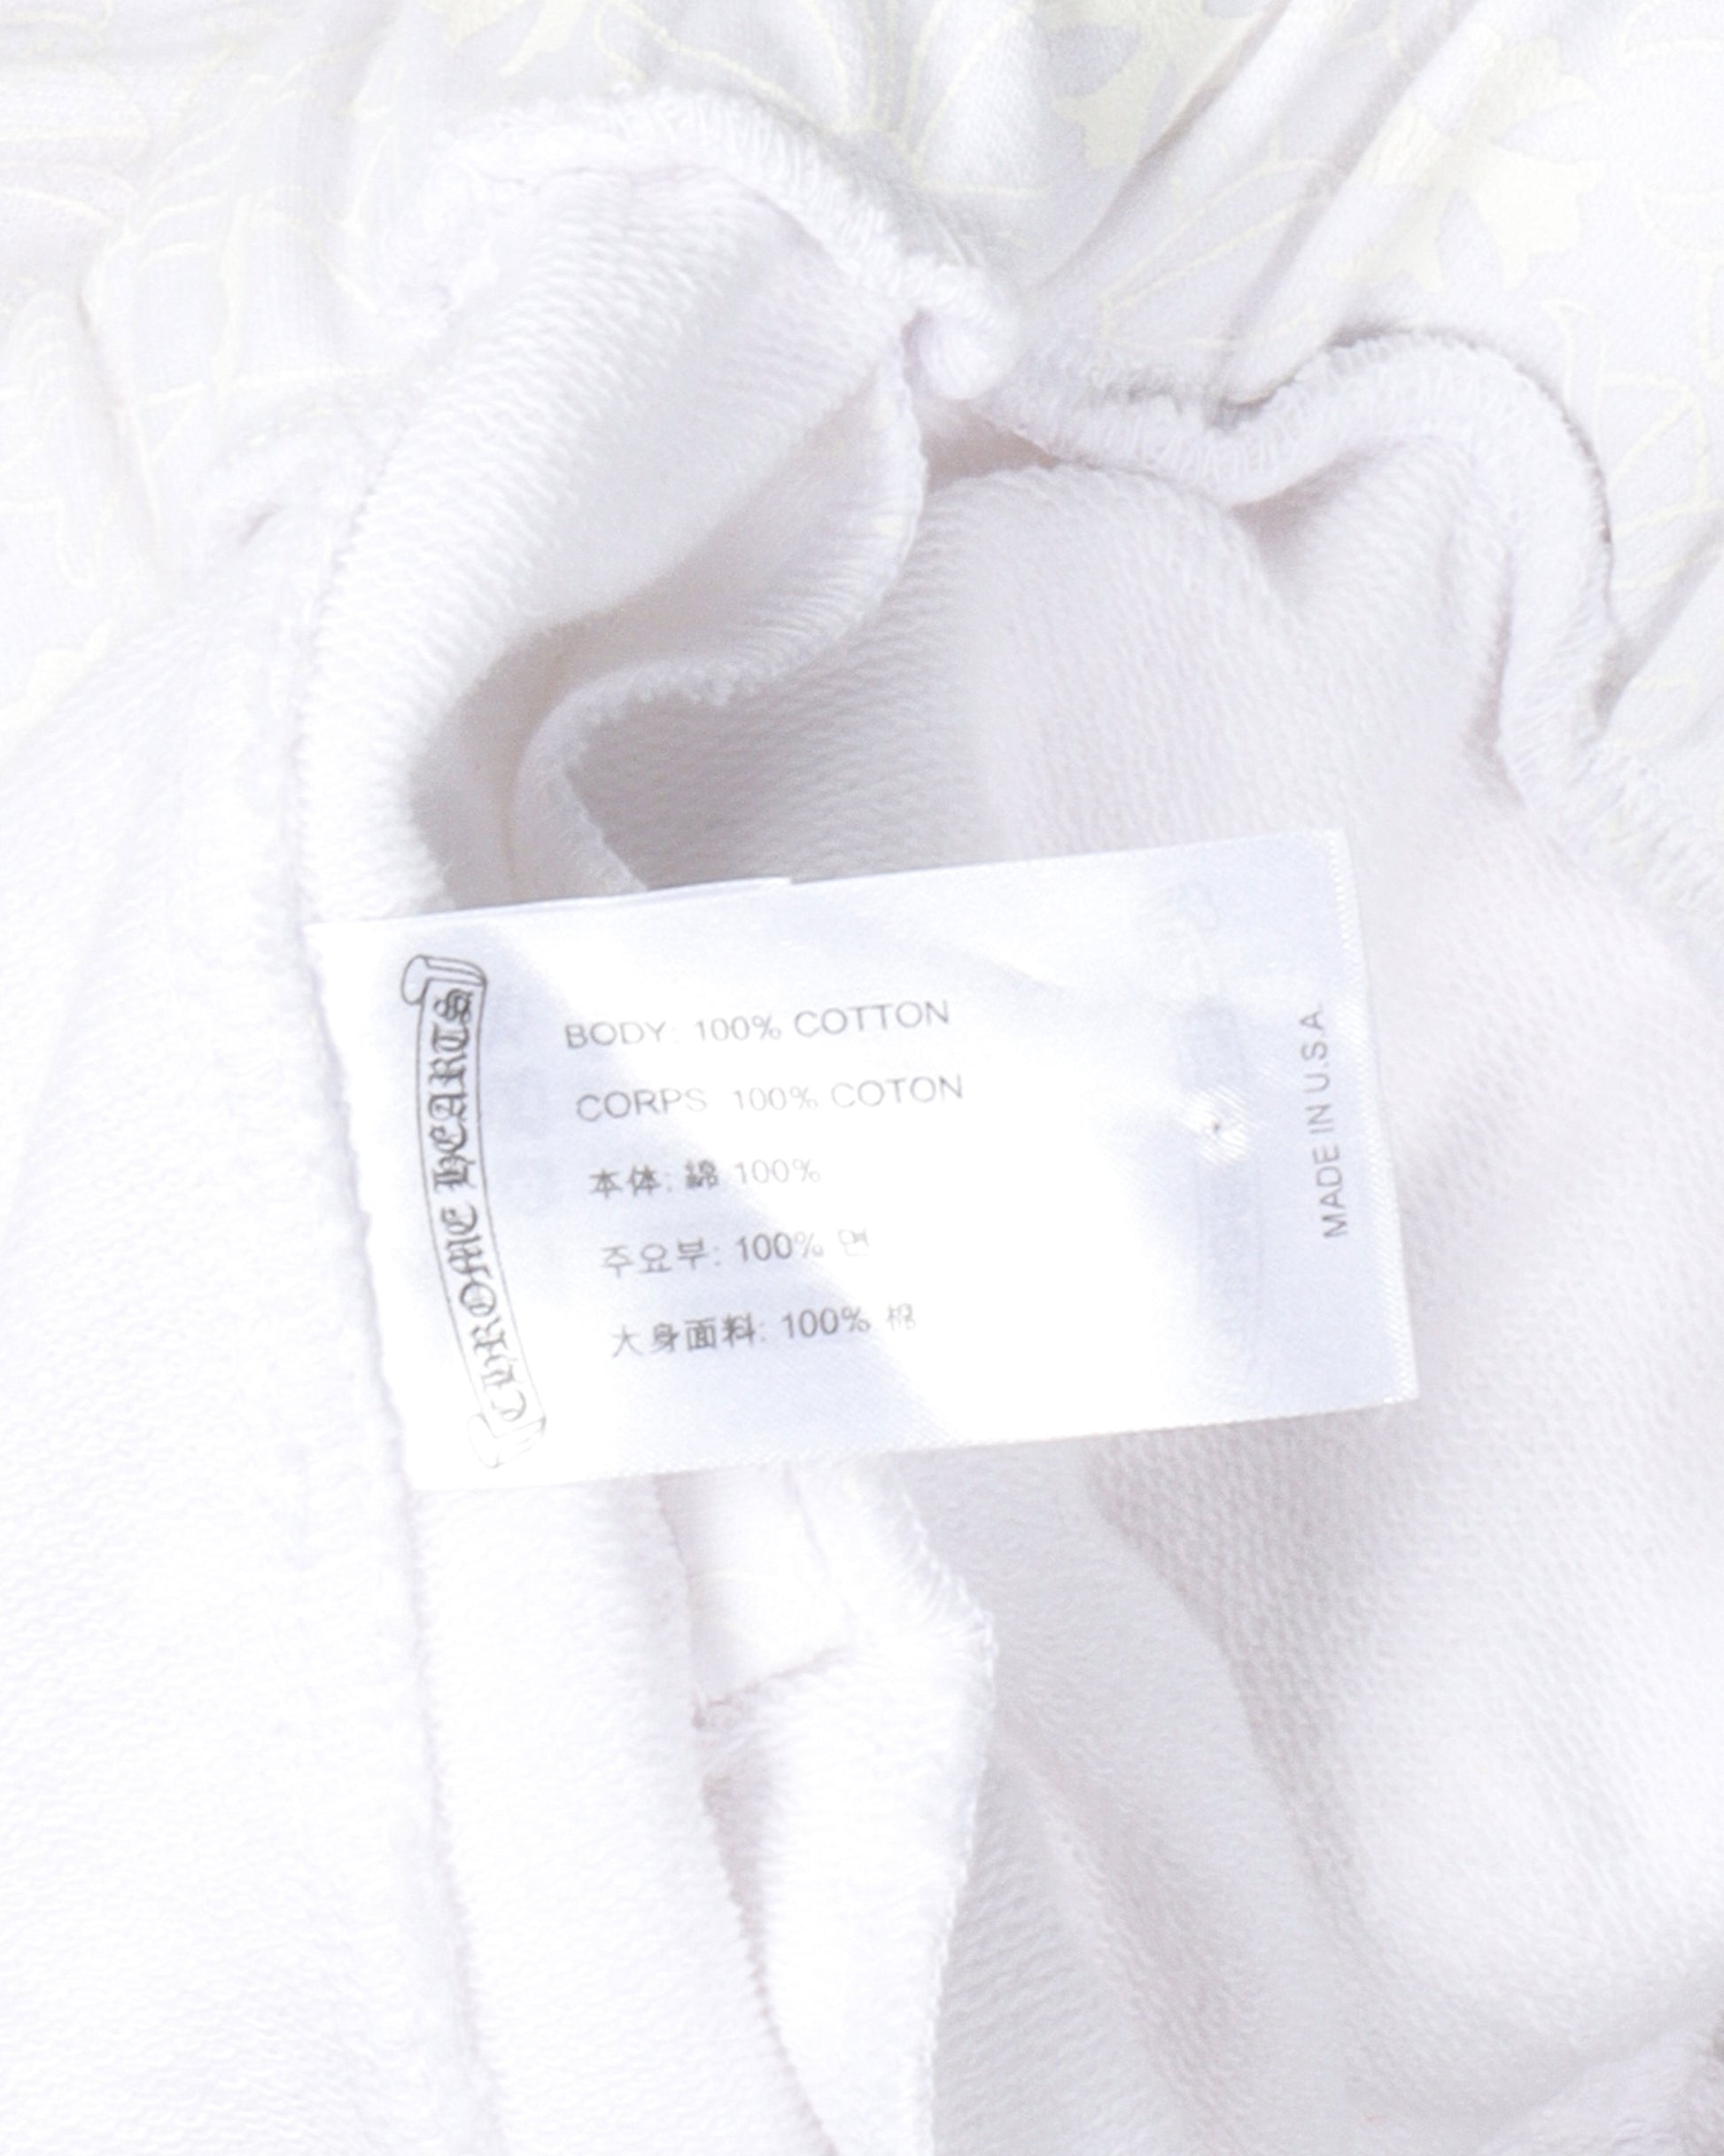 CHROME HEARTS
BODY: 100% COTTON
CORPS: 100% COTON
本体: 綿 100%
주요부: 100% 면
大身面料: 100% 棉
MADE IN U.S.A